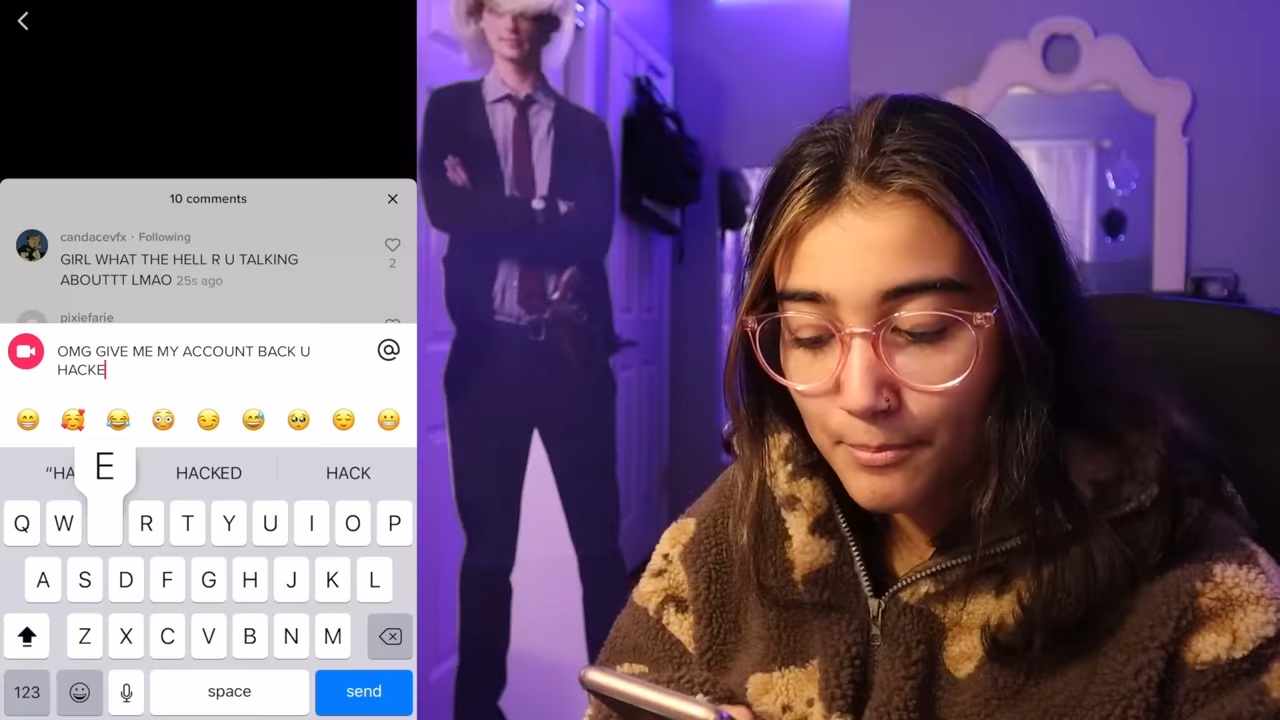 10 comments
candacevfx · Following
GIRL WHAT THE HELL R U TALKING
ABOUTTT LMAO 25s ago
2
pixiefarie
OMG GIVE ME MY ACCOUNT BACK U
HACKE
E
HACKED
HACK
Q W R T Y U I O P
A S D F G H J K L
Z X C V B N M
123
space
send